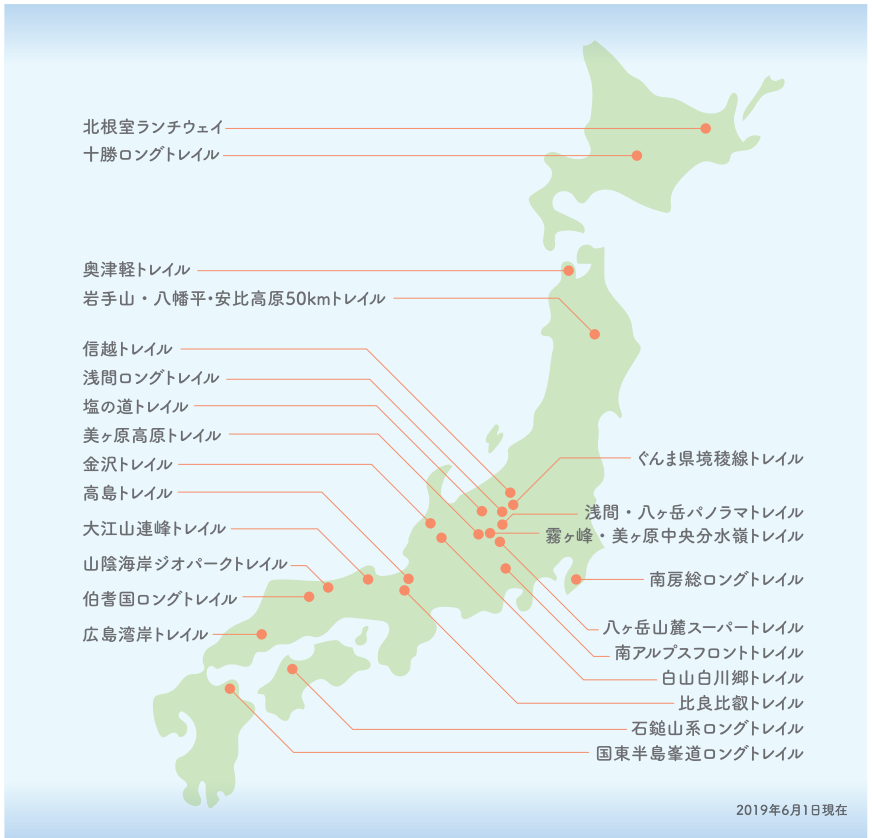 北根室ランチウェイ
十勝ロングトレイル
奥津軽トレイル
岩手山・八幡平・安比高原50kmトレイル
信越トレイル
浅間ロングトレイル
塩の道トレイル
美ヶ原高原トレイル
金沢トレイル
高島トレイル
大江山連峰トレイル
山陰海岸ジオパークトレイル
伯耆国ロングトレイル
広島湾岸トレイル
ぐんま県境稜線トレイル
浅間・八ヶ岳パノラマトレイル
霧ヶ峰・美ヶ原中央分水嶺トレイル
南房総ロングトレイル
八ヶ岳山麓スーパートレイル
南アルプスフロントトレイル
白山白川郷トレイル
比良比叡トレイル
石鎚山系ロングトレイル
国東半島峯道ロングトレイル
2019年6月1日現在